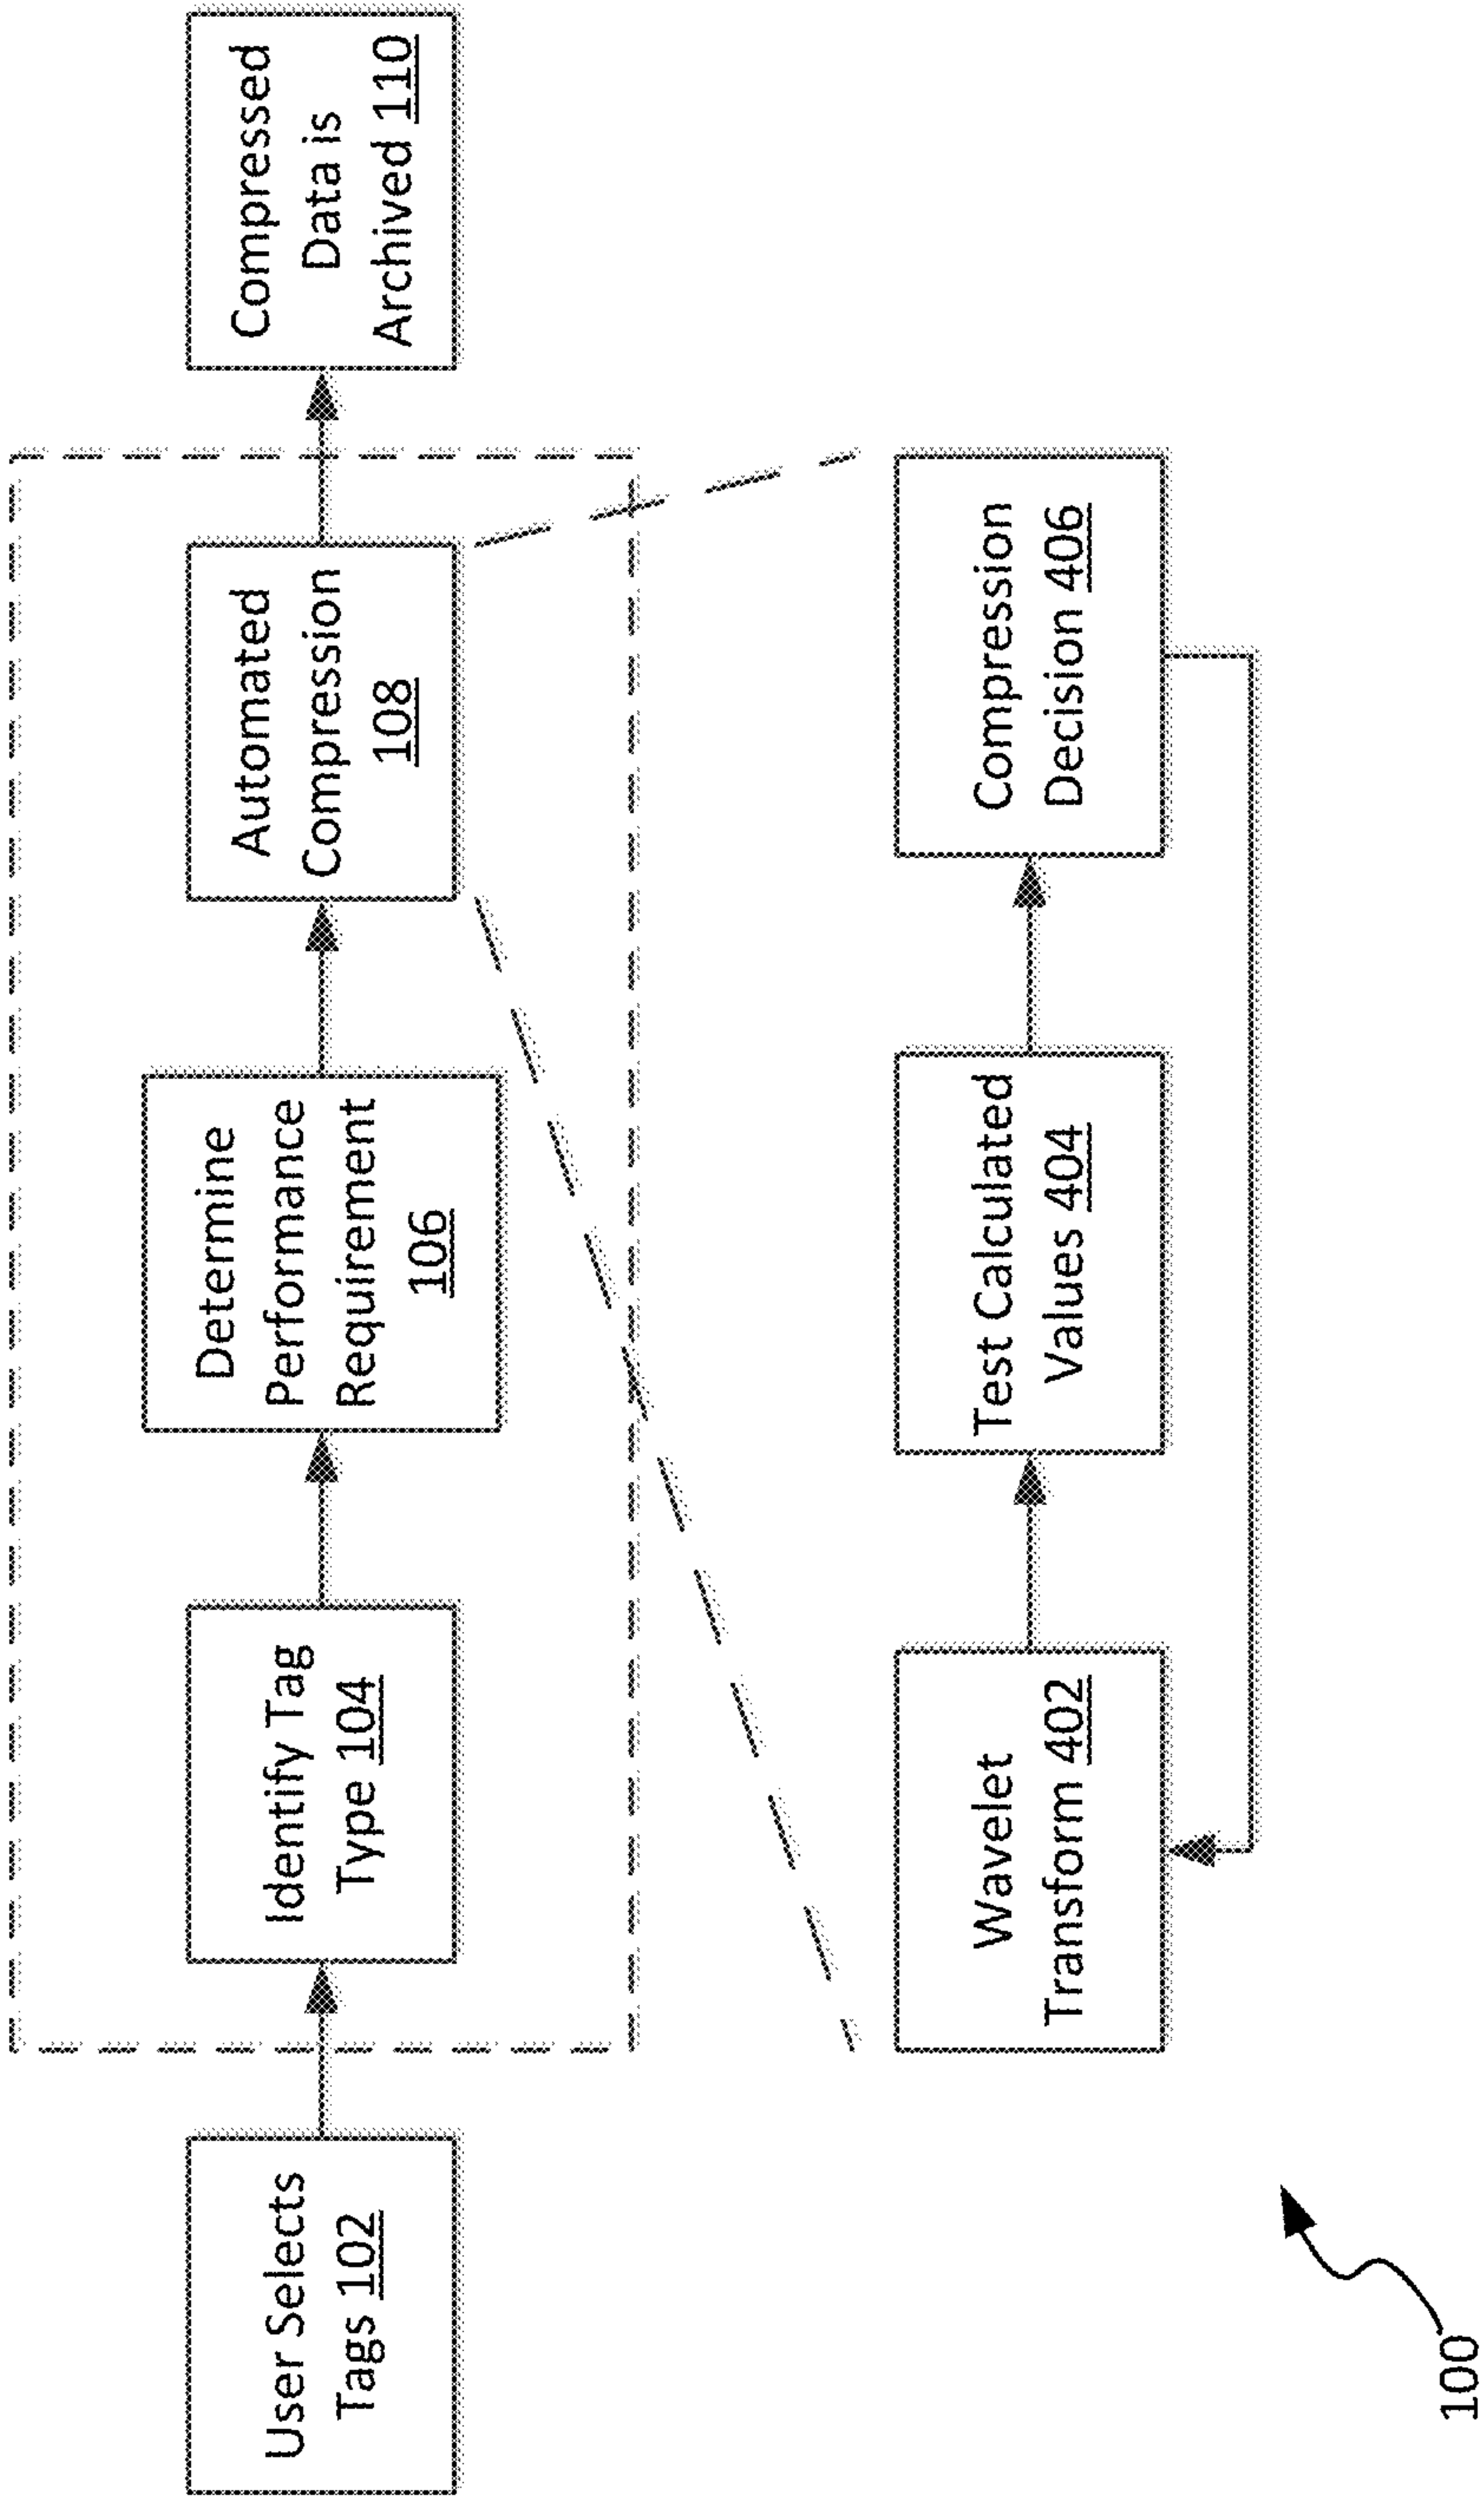 User Selects
Tags 102
Identify Tag
Type 104
Determine
Performance
Requirement
106
Automated
Compression
108
Compressed
Data is
Archived 110
Wavelet
Transform 402
Test Calculated
Values 404
Compression
Decision 406
100